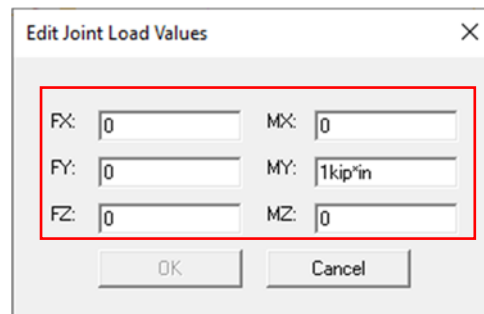 Edit Joint Load Values
FX: 0 MX: 0
FY: 0 MY: 1kip*in
FZ: 0 MZ: 0
OK Cancel